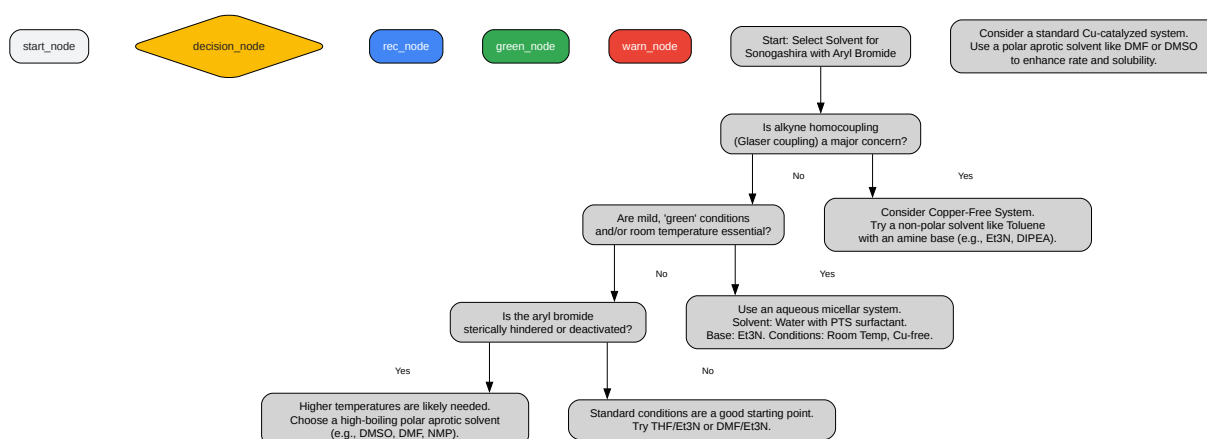 start_node
decision_node
rec_node
green_node
warn_node
Start: Select Solvent for
Sonogashira with Aryl Bromide
Consider a standard Cu-catalyzed system.
Use a polar aprotic solvent like DMF or DMSO
to enhance rate and solubility.
Is alkyne homocoupling
(Glaser coupling) a major concern?
No
Yes
Are mild, 'green' conditions
and/or room temperature essential?
Consider Copper-Free System.
Try a non-polar solvent like Toluene
with an amine base (e.g., Et3N, DIPEA).
No
Yes
Is the aryl bromide
sterically hindered or deactivated?
Use an aqueous micellar system.
Solvent: Water with PTS surfactant.
Base: Et3N. Conditions: Room Temp, Cu-free.
Yes
No
Higher temperatures are likely needed.
Choose a high-boiling polar aprotic solvent
(e.g., DMSO, DMF, NMP).
Standard conditions are a good starting point.
Try THF/Et3N or DMF/Et3N.